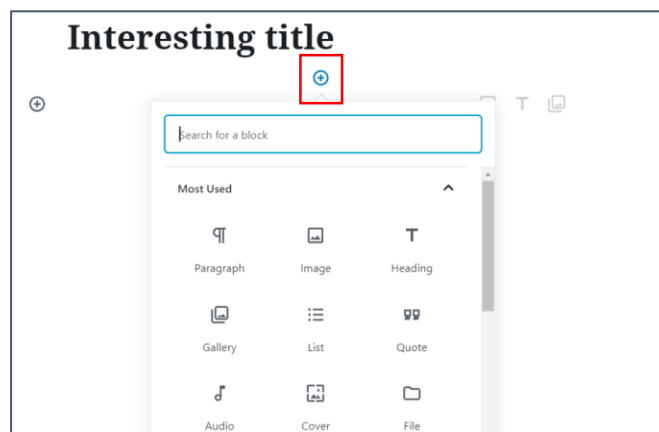 Interesting title
Search for a block
Most Used
Paragraph Image Heading
Gallery List Quote
Audio Cover File